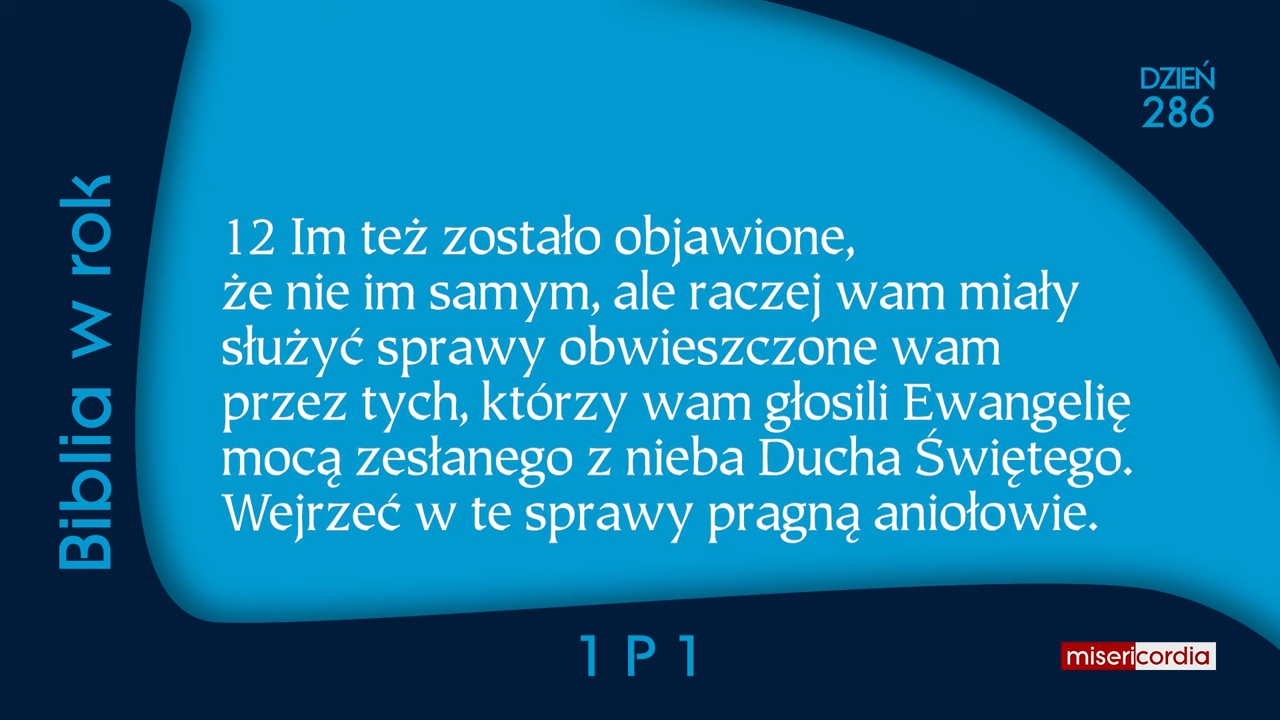 DZIEŃ
286
Biblia w rok
12 Im też zostało objawione,
że nie im samym, ale raczej wam miały
służyć sprawy obwieszczone wam
przez tych, którzy wam głosili Ewangelię
mocą zesłanego z nieba Ducha Świętego.
Wejrzeć w te sprawy pragną aniołowie.
1 P 1
misericordia